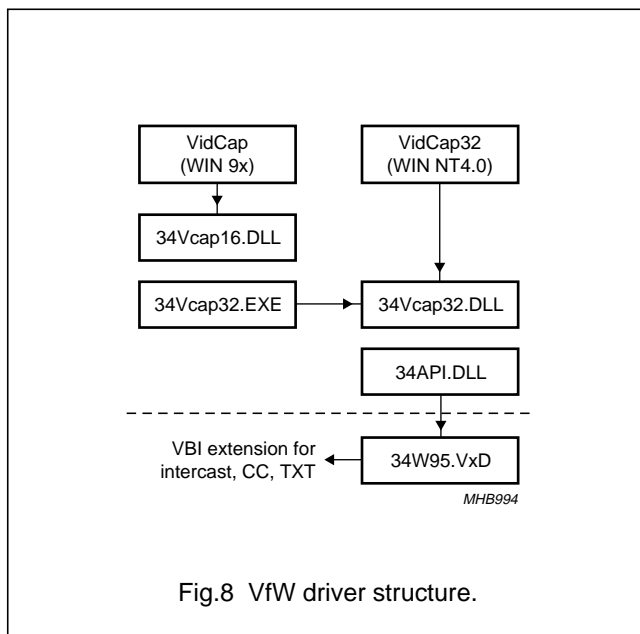 VidCap
(WIN 9x)
VidCap32
(WIN NT4.0)
34Vcap16.DLL
34Vcap32.EXE
34Vcap32.DLL
34API.DLL
VBI extension for
intercast, CC, TXT
34W95.VxD
MHB994
Fig.8 VfW driver structure.